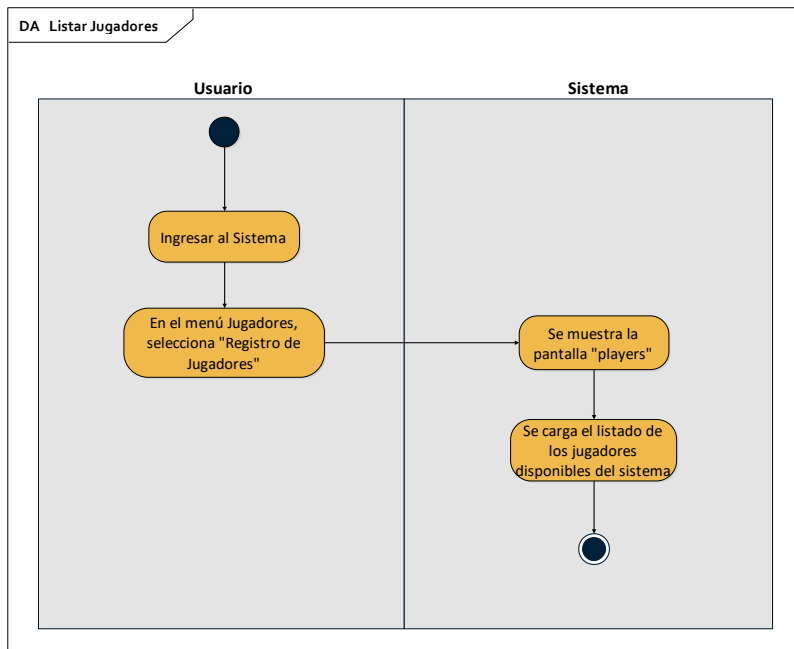 DA Listar Jugadores
Usuario
Sistema
Ingresar al Sistema
En el menú Jugadores,
selecciona "Registro de
Jugadores"
Se muestra la
pantalla "players"
Se carga el listado de
los jugadores
disponibles del sistema